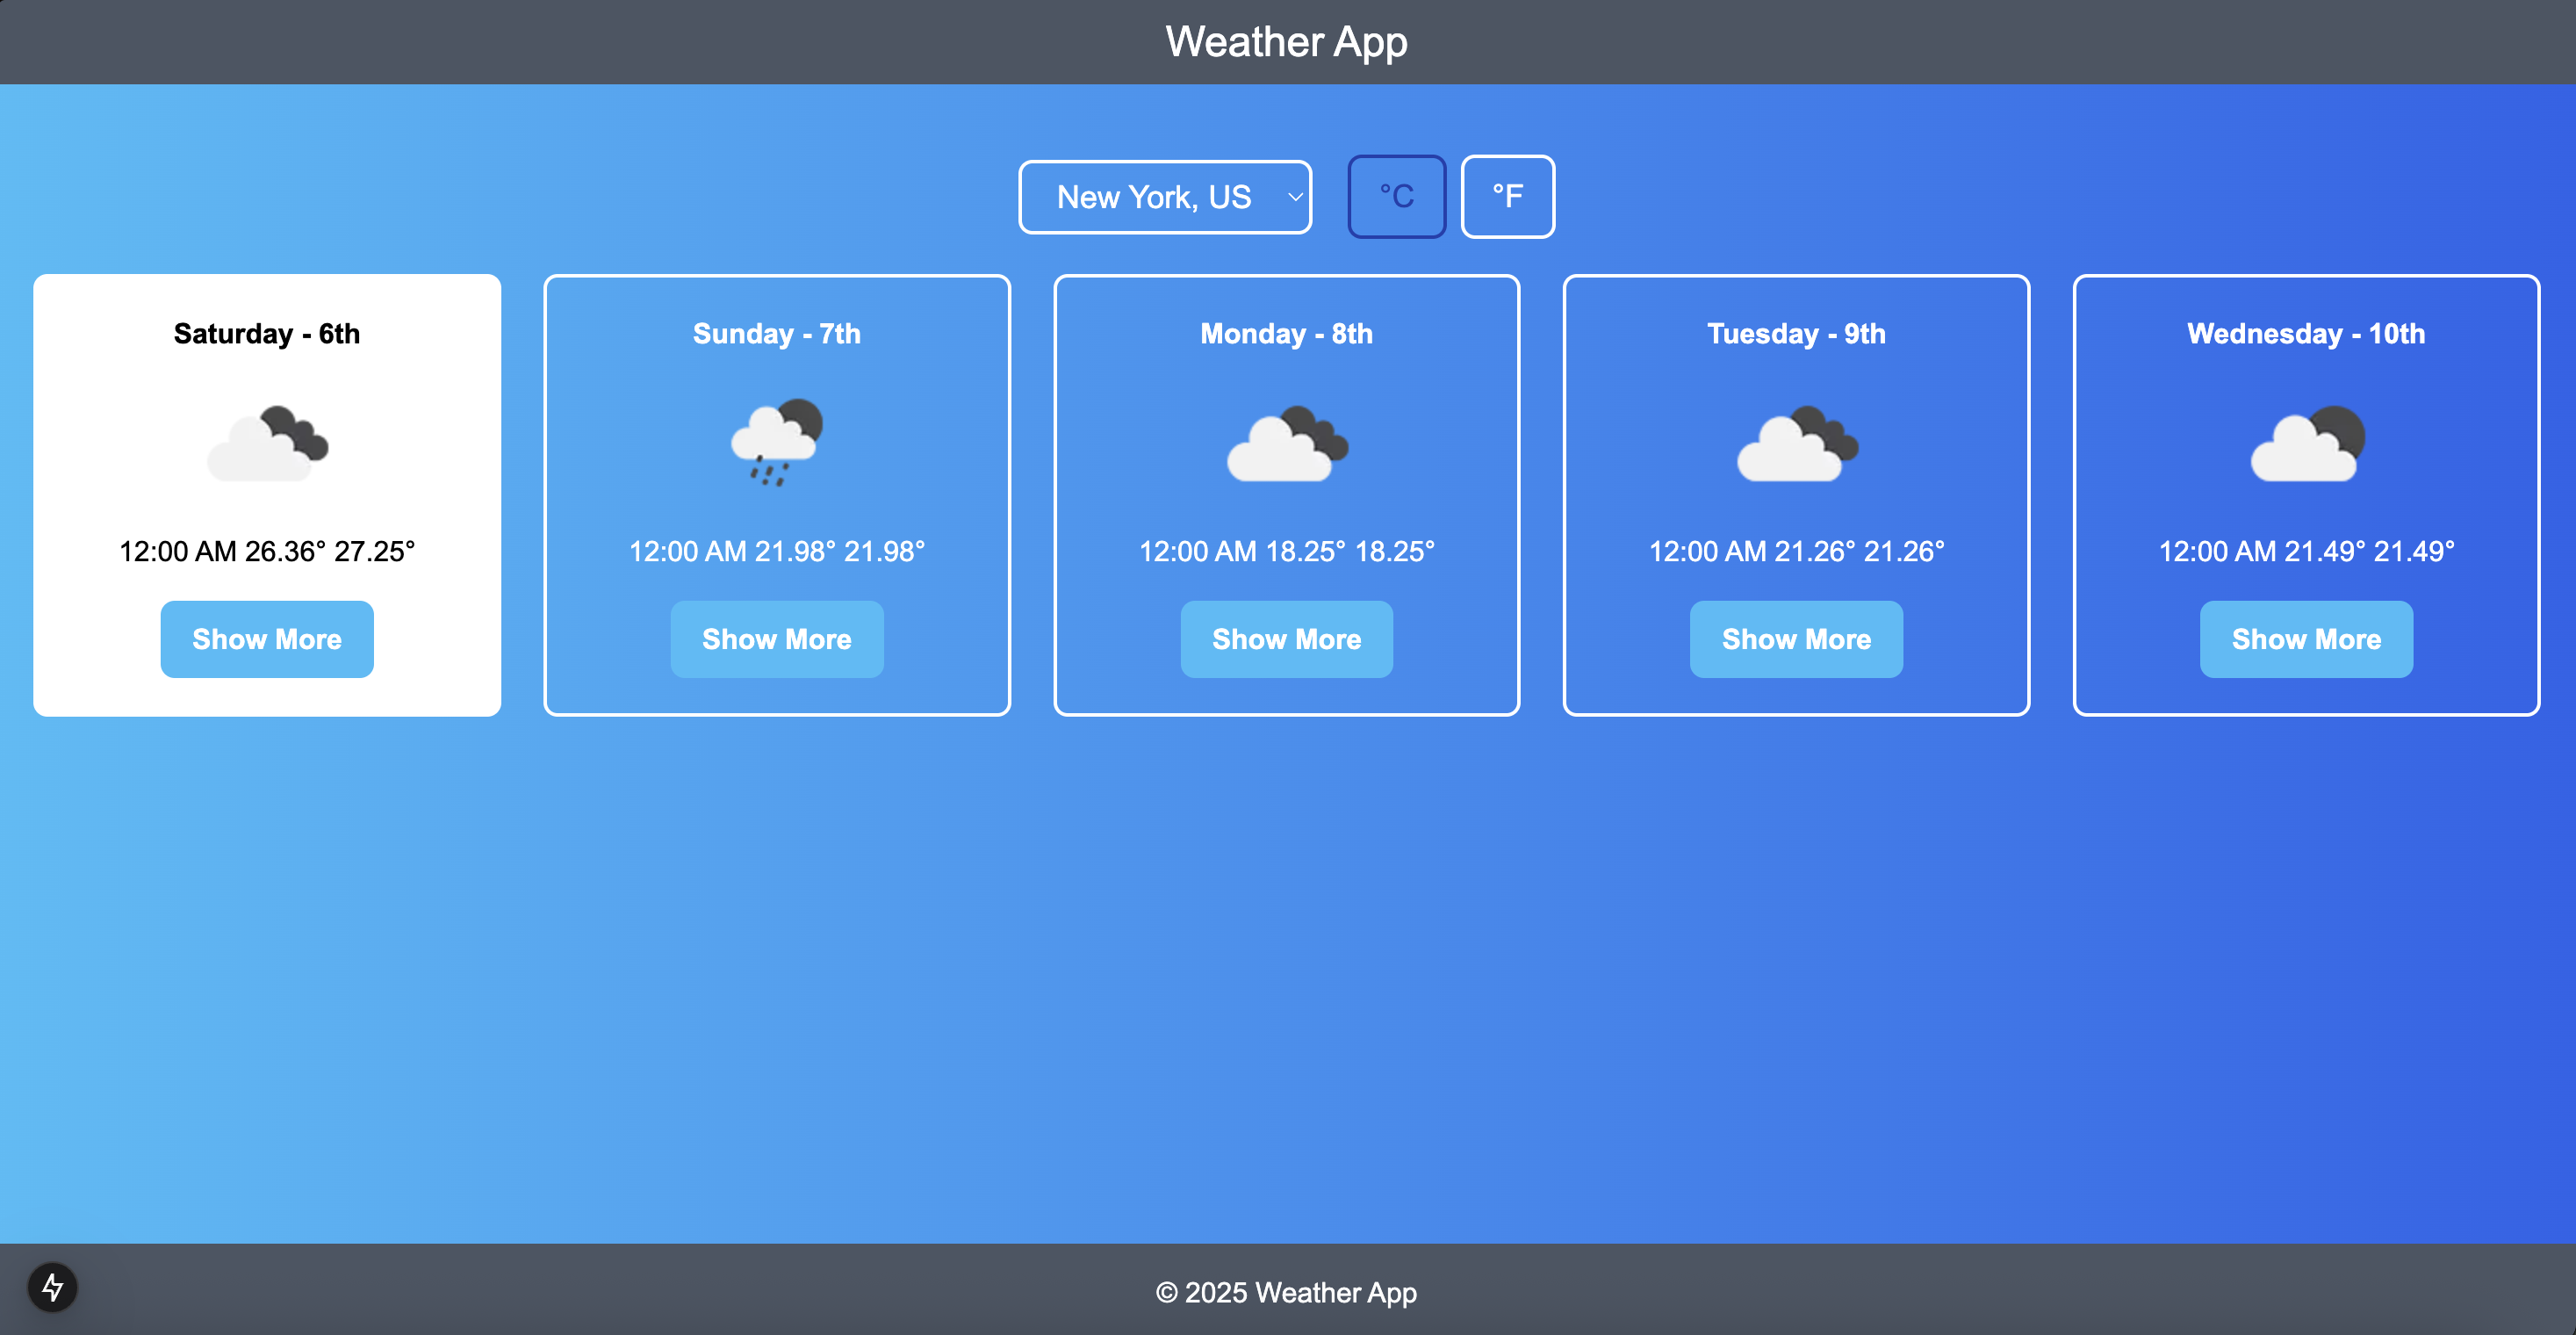 Weather App
New York, US
°C
°F
Saturday - 6th
12:00 AM 26.36° 27.25°
Show More
Sunday - 7th
12:00 AM 21.98° 21.98°
Show More
Monday - 8th
12:00 AM 18.25° 18.25°
Show More
Tuesday - 9th
12:00 AM 21.26° 21.26°
Show More
Wednesday - 10th
12:00 AM 21.49° 21.49°
Show More
© 2025 Weather App